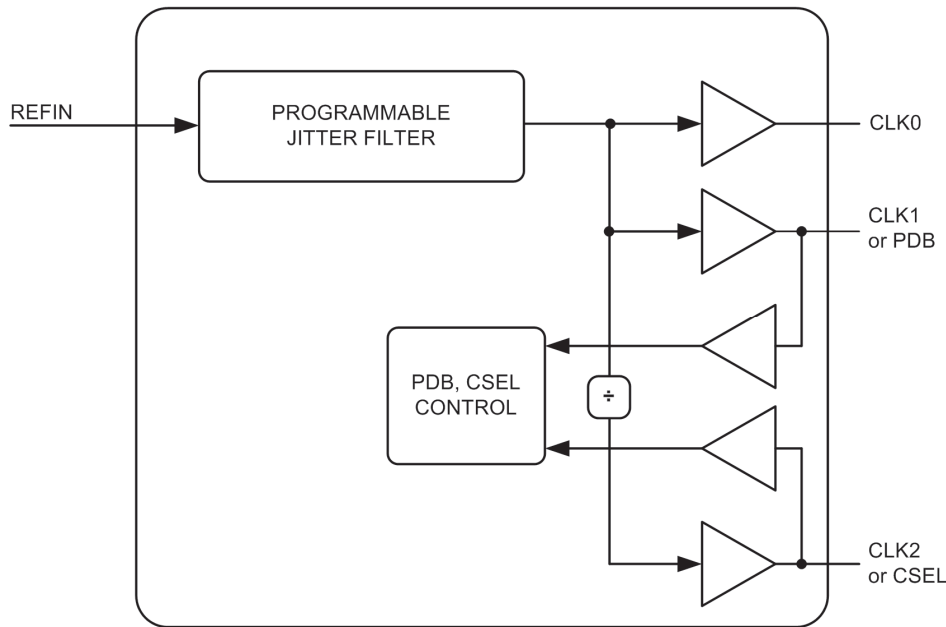 REFIN
PROGRAMMABLE
JITTER FILTER
CLK0
CLK1
or PDB
PDB, CSEL
CONTROL
÷
CLK2
or CSEL